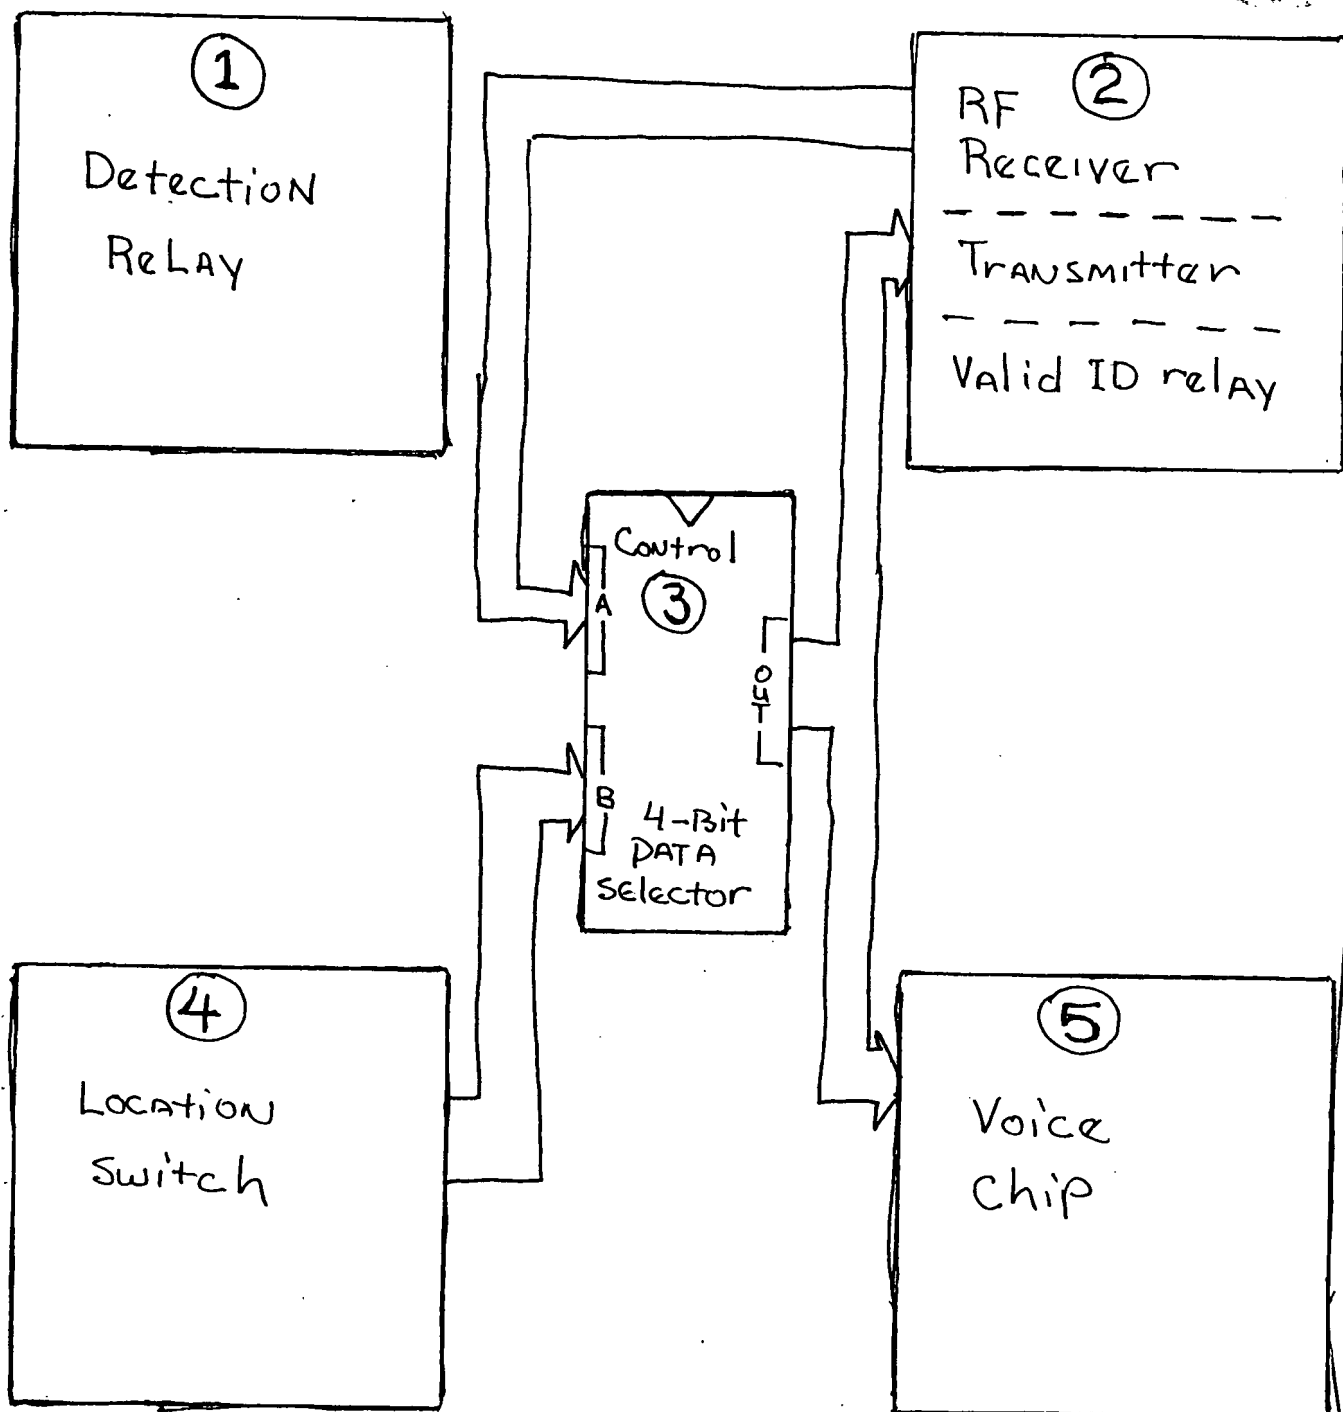 1
Detection
Relay
2
RF
Receiver
Transmitter
Valid ID relay
Control
3
A
OUT
B
4-Bit
DATA
Selector
4
Location
Switch
5
Voice
Chip